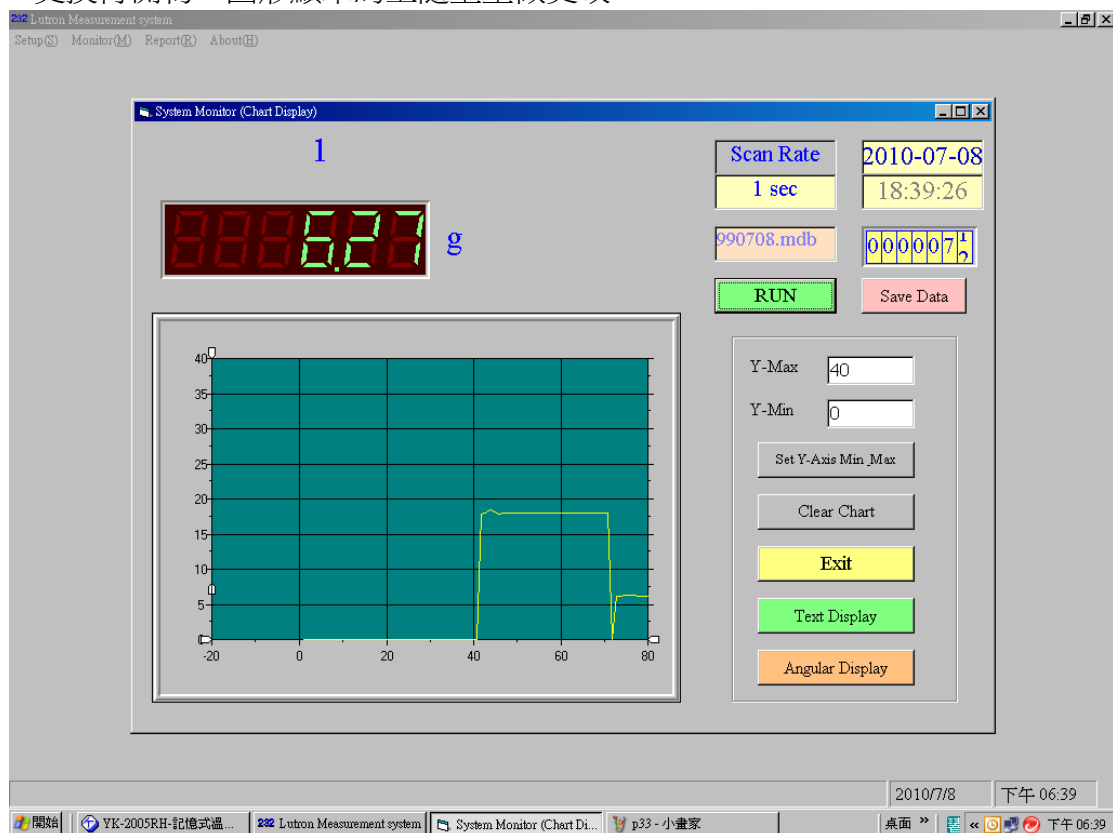 232 Lutron Measurement system
Setup(S) Monitor(M) Report(R) About(H)
System Monitor (Chart Display)
1
6.27 g
Scan Rate
1 sec
2010-07-08
18:39:26
990708.mdb
000007
RUN
Save Data
40
35
30
25
20
15
10
5
-20 0 20 40 60 80
Y-Max 40
Y-Min 0
Set Y-Axis Min_Max
Clear Chart
Exit
Text Display
Angular Display
2010/7/8 下午 06:39
開始 YK-2005RH-記憶式溫... 232 Lutron Measurement system System Monitor (Chart Di... p33 - 小畫家 桌面 » « 下午 06:39